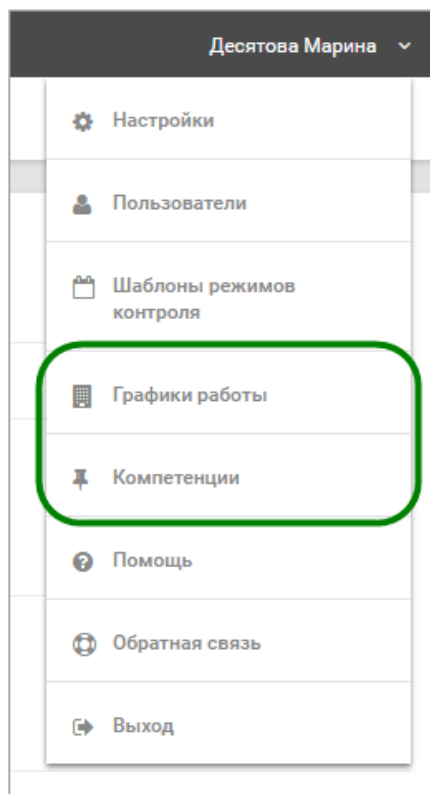 Десятова Марина
Настройки
Пользователи
Шаблоны режимов
контроля
Графики работы
Компетенции
Помощь
Обратная связь
Выход